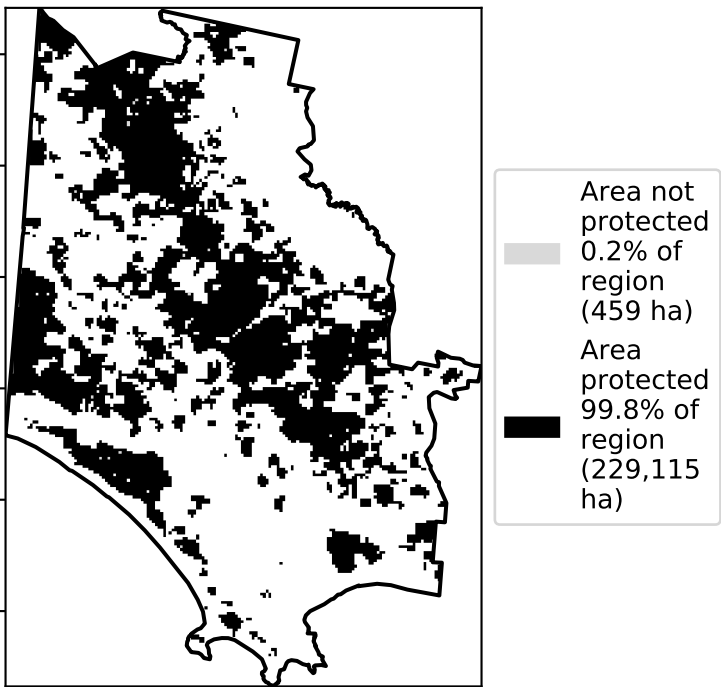 Area not
protected
0.2% of
region
(459 ha)
Area
protected
99.8% of
region
(229,115
ha)